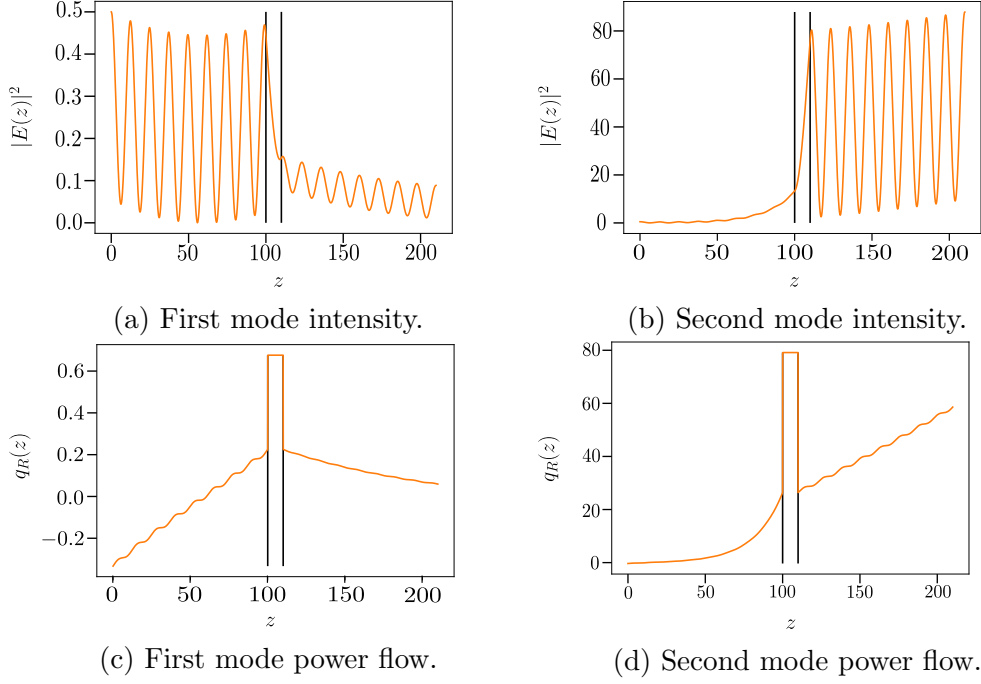 0.5
0.4
0.3
0.2
0.1
0.0
|E(z)|²
0 50 100 150 200
z
(a) First mode intensity.
80
60
40
20
0
|E(z)|²
0 50 100 150 200
z
(b) Second mode intensity.
0.6
0.4
0.2
0.0
−0.2
q_R(z)
0 50 100 150 200
z
(c) First mode power flow.
80
60
40
20
0
q_R(z)
0 50 100 150 200
z
(d) Second mode power flow.